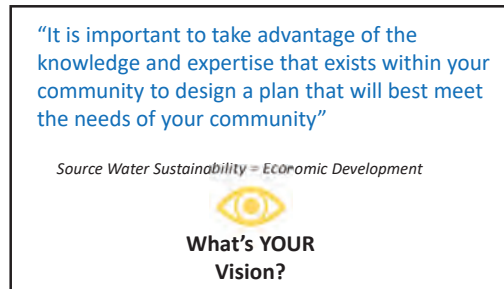 “It is important to take advantage of the
knowledge and expertise that exists within your
community to design a plan that will best meet
the needs of your community”
Source Water Sustainability = Economic Development
What’s YOUR
Vision?